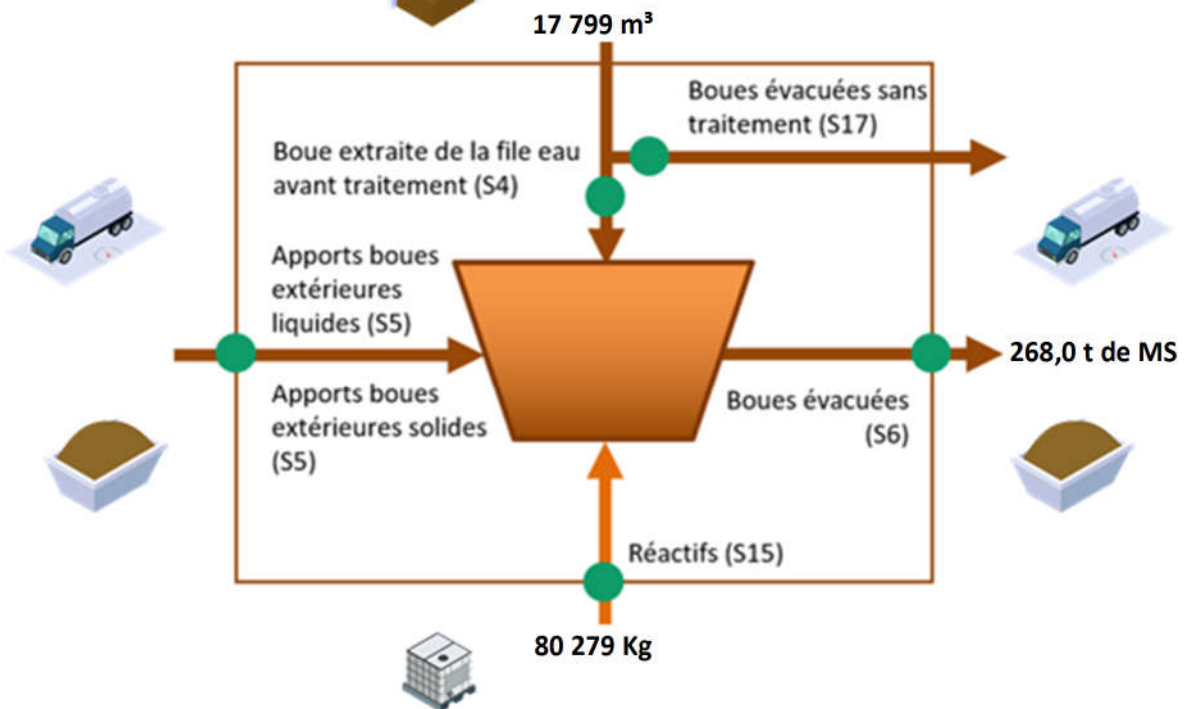 17 799 m³
Boues évacuées sans
traitement (S17)
Boue extraite de la file eau
avant traitement (S4)
Apports boues
extérieures
liquides (S5)
268,0 t de MS
Apports boues
extérieures solides
(S5)
Boues évacuées
(S6)
Réactifs (S15)
80 279 Kg